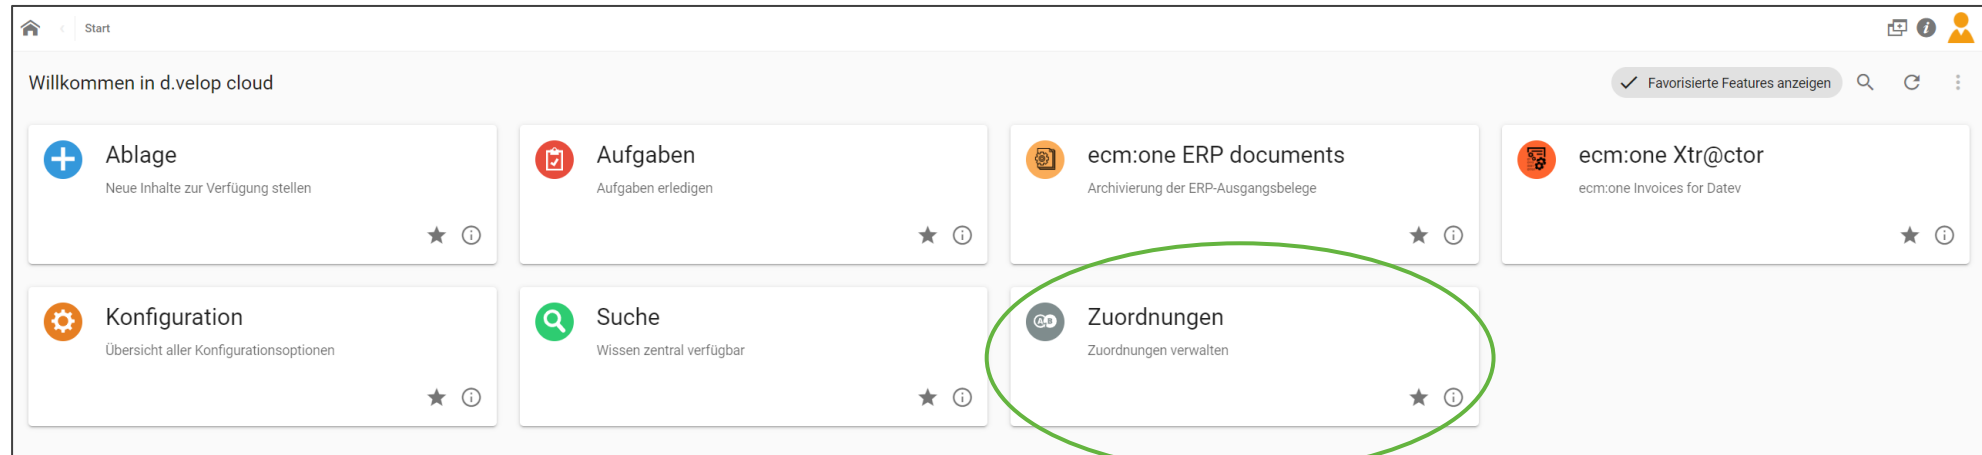 Start
Willkommen in d.velop cloud
Favorisierte Features anzeigen
Ablage
Neue Inhalte zur Verfügung stellen
Aufgaben
Aufgaben erledigen
ecm:one ERP documents
Archivierung der ERP-Ausgangsbelege
ecm:one Xtr@ctor
ecm:one Invoices for Datev
Konfiguration
Übersicht aller Konfigurationsoptionen
Suche
Wissen zentral verfügbar
A B
Zuordnungen
Zuordnungen verwalten